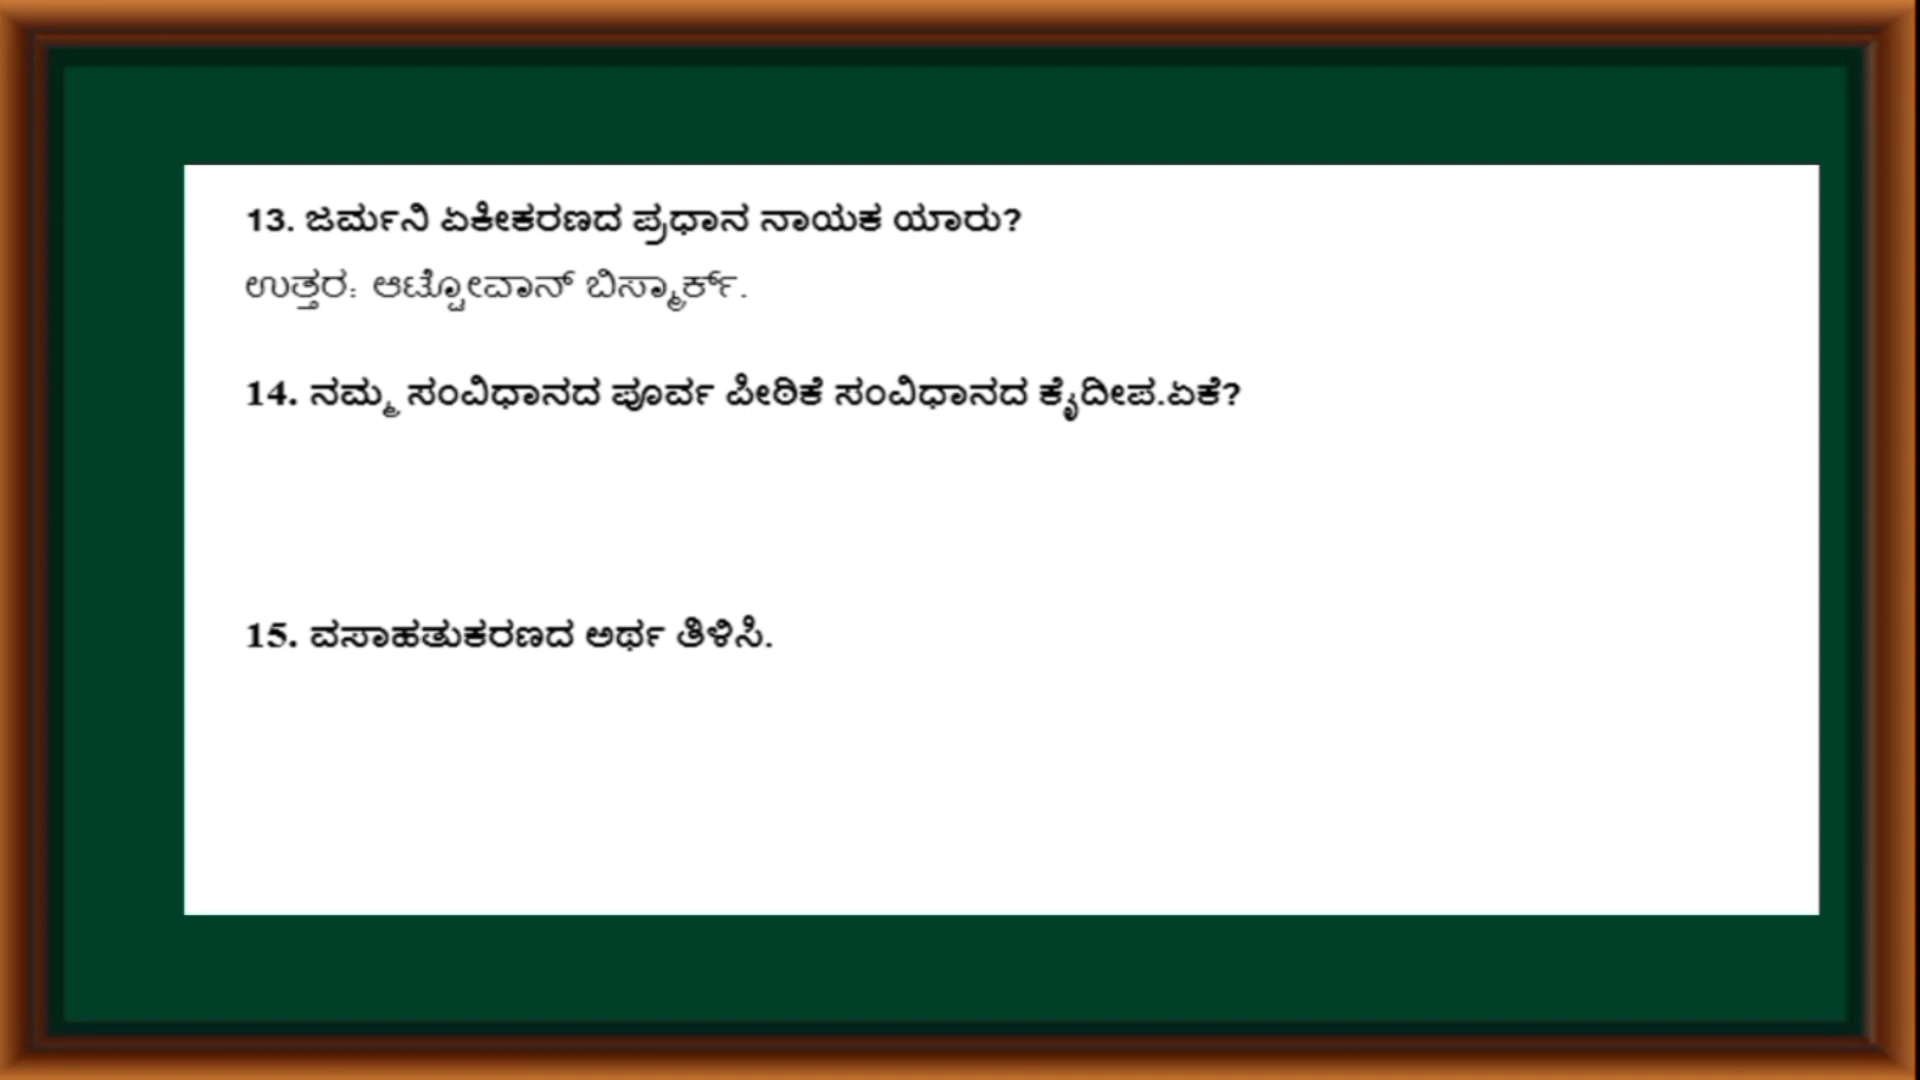 13. ಜರ್ಮನಿ ಏಕೀಕರಣದ ಪ್ರಧಾನ ನಾಯಕ ಯಾರು?
ಉತ್ತರ: ಆಟ್ಟೋವಾನ್ ಬಿಸ್ಮಾರ್ಕ್.
14. ನಮ್ಮ ಸಂವಿಧಾನದ ಪೂರ್ವ ಪೀಠಿಕೆ ಸಂವಿಧಾನದ ಕೈದೀಪ.ಏಕೆ?
15. ವಸಾಹತುಕರಣದ ಅರ್ಥ ತಿಳಿಸಿ.